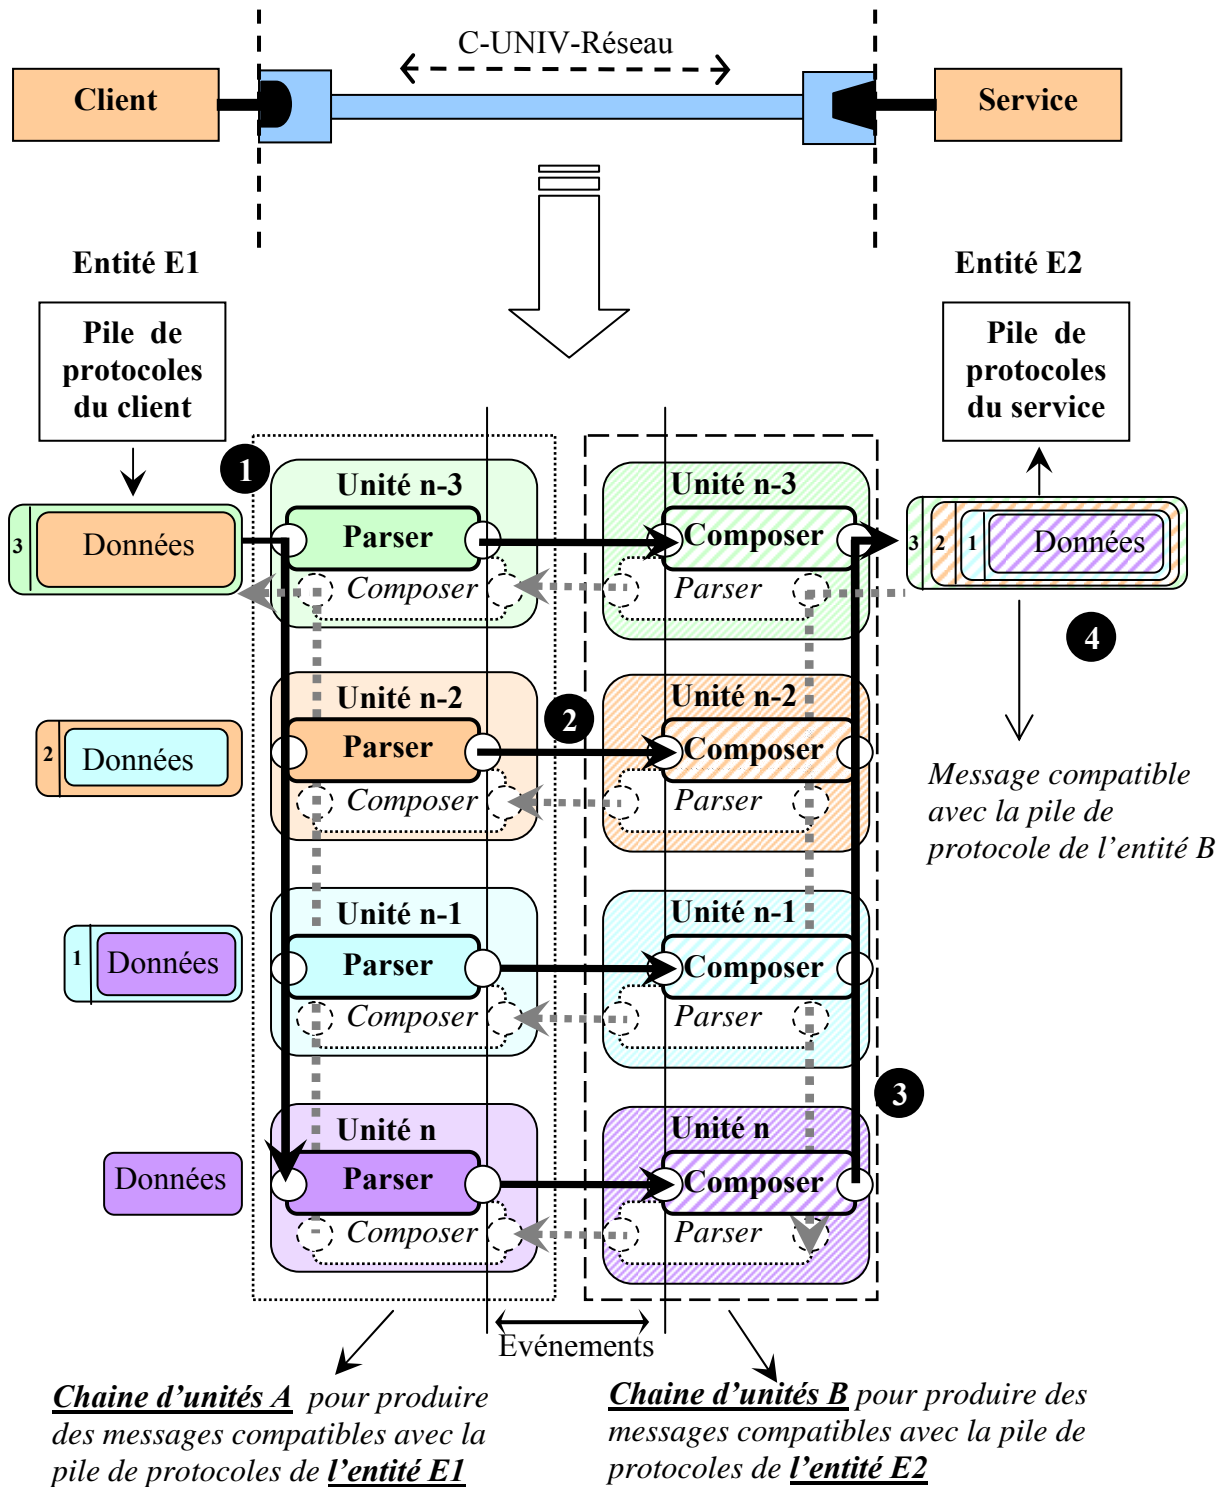 C-UNIV-Réseau
Client
Service
Entité E1
Entité E2
Pile de
protocoles
du client
Pile de
protocoles
du service
1
Unité n-3
Unité n-3
3
Données
Parser
Composer
3
2
1
Données
Composer
Parser
4
Unité n-2
2
Unité n-2
2
Données
Parser
Composer
Composer
Parser
Message compatible
avec la pile de
protocole de l’entité B
Unité n-1
Unité n-1
1
Données
Parser
Composer
Composer
Parser
3
Unité n
Unité n
Données
Parser
Composer
Composer
Parser
Evénements
Chaine d’unités A pour produire
des messages compatibles avec la
pile de protocoles de l’entité E1
Chaine d’unités B pour produire des
messages compatibles avec la pile de
protocoles de l’entité E2